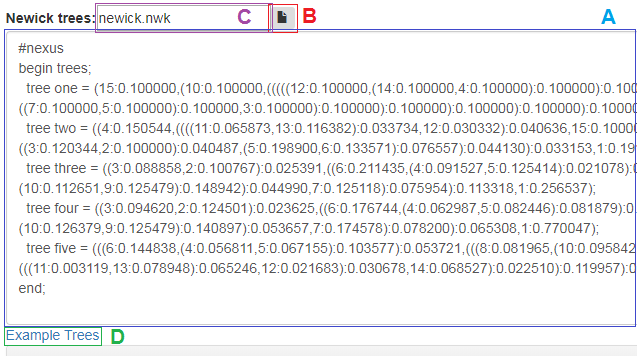 Newick trees: newick.nwk C B A
#nexus
begin trees;
tree one = (15:0.100000,(10:0.100000,(((((12:0.100000,(14:0.100000,4:0.100000):0.100000):0.100
((7:0.100000,5:0.100000):0.100000,3:0.100000):0.100000):0.100000):0.100000):0.100000):0.10000
tree two = ((4:0.150544,((((11:0.065873,13:0.116382):0.033734,12:0.030332):0.040636,15:0.10000
((3:0.120344,2:0.100000):0.040487,(5:0.198900,6:0.133571):0.076557):0.044130):0.033153,1:0.19
tree three = ((3:0.088858,2:0.100767):0.025391,((6:0.211435,(4:0.091527,5:0.125414):0.021078):0
(10:0.112651,9:0.125479):0.148942):0.044990,7:0.125118):0.075954):0.113318,1:0.256537);
tree four = ((3:0.094620,2:0.124501):0.023625,((6:0.176744,(4:0.062987,5:0.082446):0.081879):0.
(10:0.126379,9:0.125479):0.140897):0.053657,7:0.174578):0.078200):0.065308,1:0.770047);
tree five = (((6:0.144838,(4:0.056811,5:0.067155):0.103577):0.053721,(((8:0.081965,(10:0.095842
(((11:0.003119,13:0.078948):0.065246,12:0.021683):0.030678,14:0.068527):0.022510):0.119957):0
end;
Example Trees D